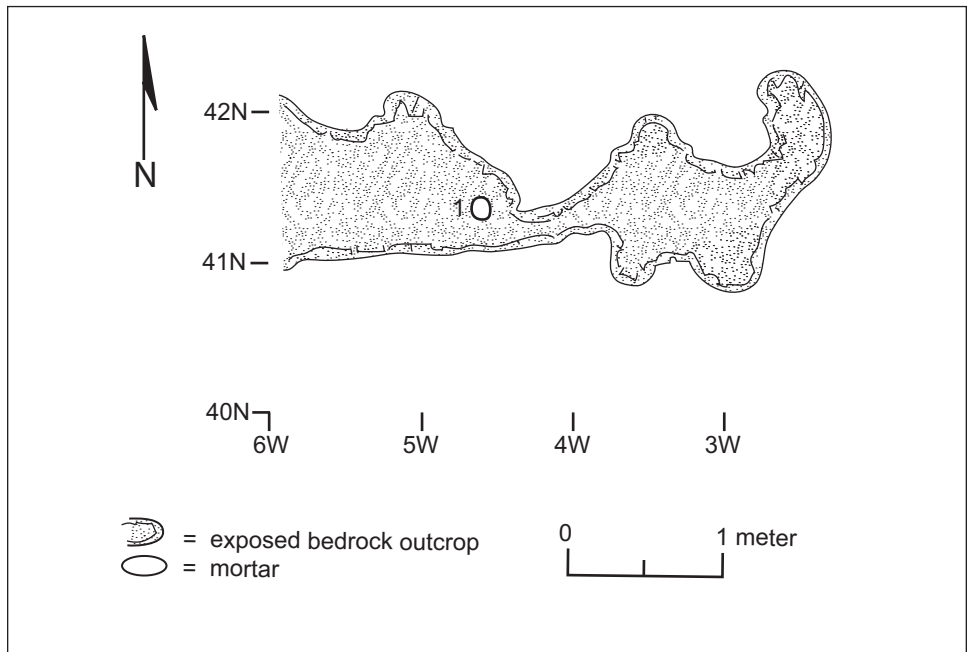 42N
N
1
41N
40N
6W 5W 4W 3W
0 1 meter
= exposed bedrock outcrop
= mortar